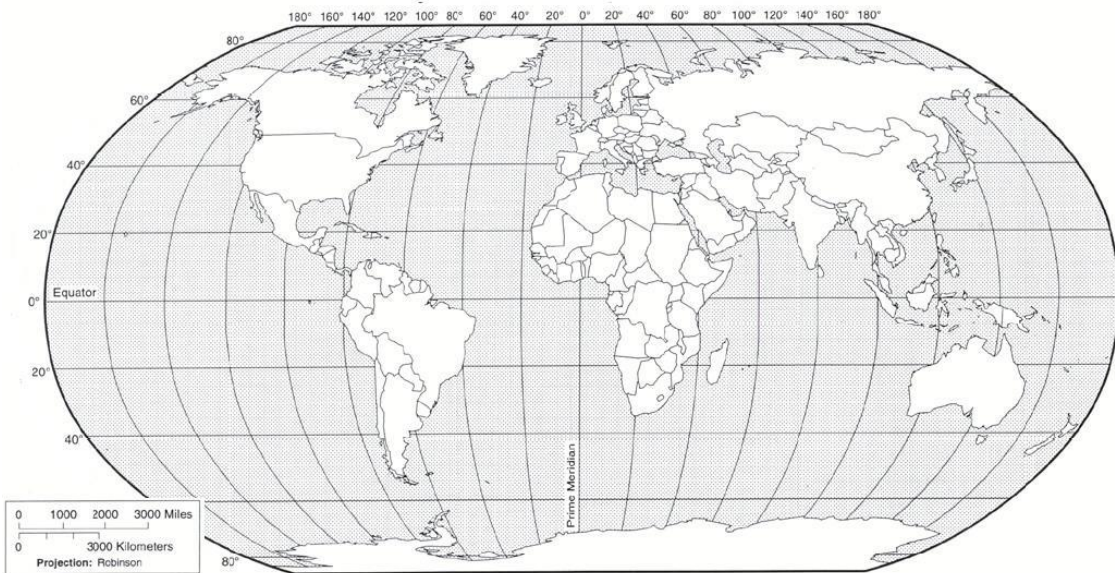 180° 160° 140° 120° 100° 80° 60° 40° 20° 0° 20° 40° 60° 80° 100° 120° 140° 160° 180°
80°
60°
40°
20°
Equator
0°
20°
40°
Prime Meridian
0 1000 2000 3000 Miles
0 3000 Kilometers
Projection: Robinson
80°